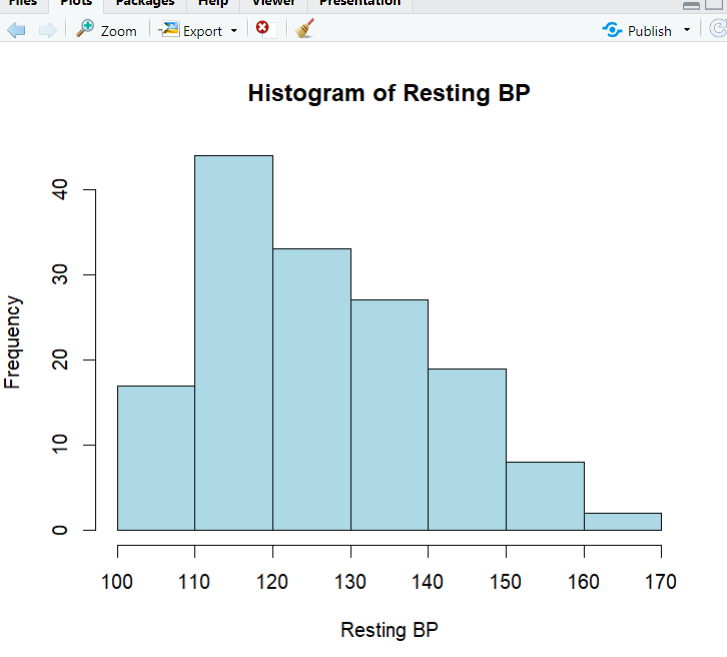 Files Plots Packages Help Viewer Presentation
Zoom Export Publish
Histogram of Resting BP
40
30
20
10
0
Frequency
100 110 120 130 140 150 160 170
Resting BP